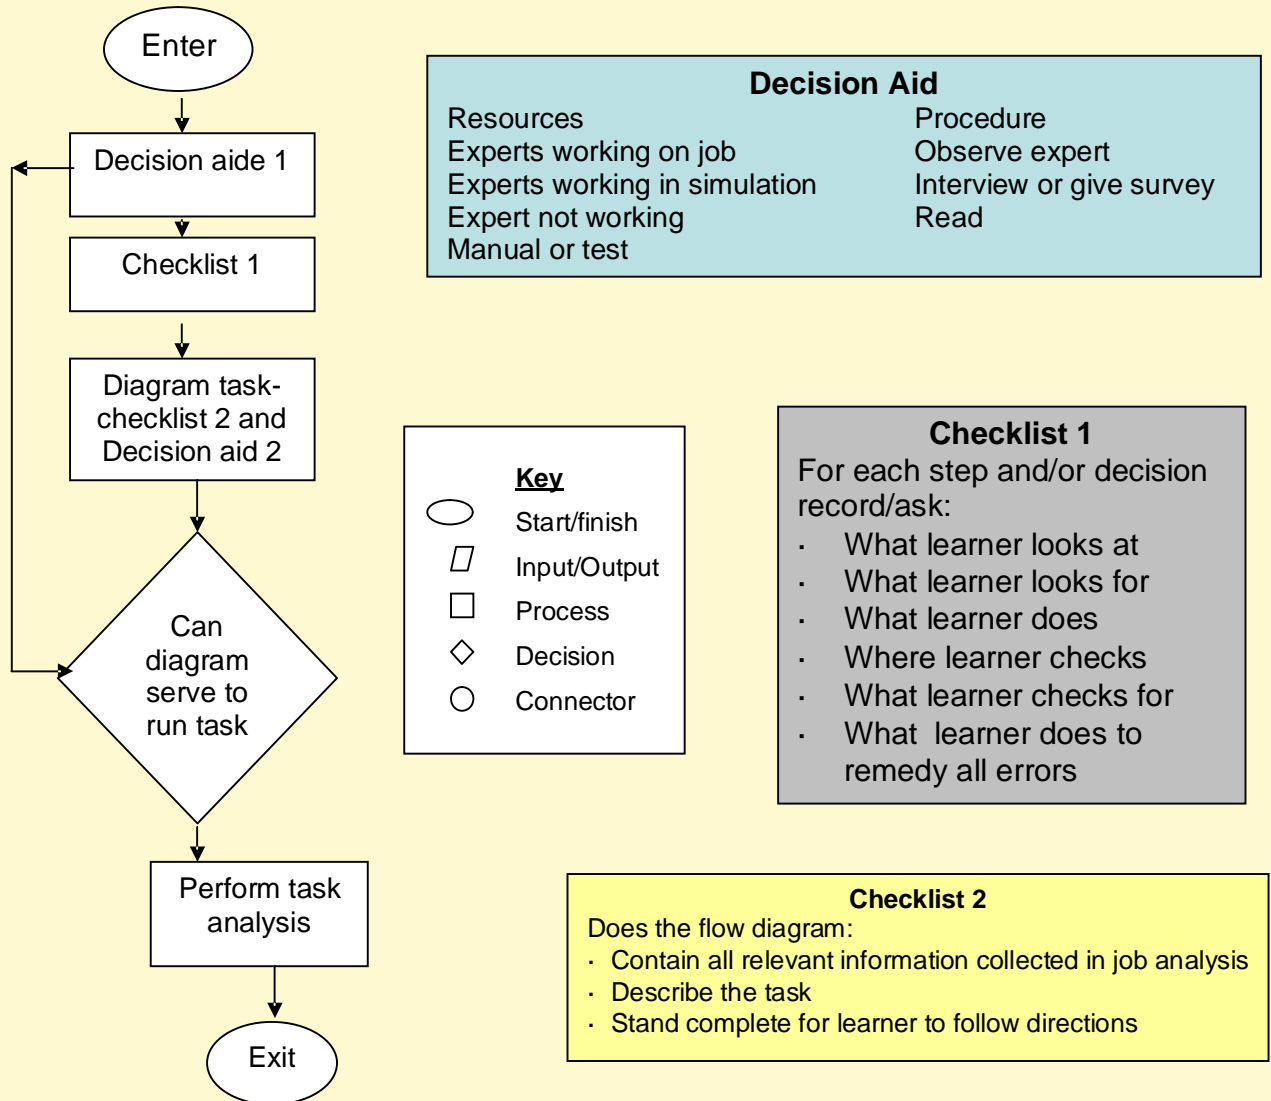 Enter
Decision aide 1
Checklist 1
Diagram task-
checklist 2 and
Decision aid 2
Can
diagram
serve to
run task
Perform task
analysis
Exit
Decision Aid
Resources
Experts working on job
Experts working in simulation
Expert not working
Manual or test
Procedure
Observe expert
Interview or give survey
Read
Key
Start/finish
Input/Output
Process
Decision
Connector
Checklist 1
For each step and/or decision
record/ask:
· What learner looks at
· What learner looks for
· What learner does
· Where learner checks
· What learner checks for
· What learner does to
remedy all errors
Checklist 2
Does the flow diagram:
· Contain all relevant information collected in job analysis
· Describe the task
· Stand complete for learner to follow directions